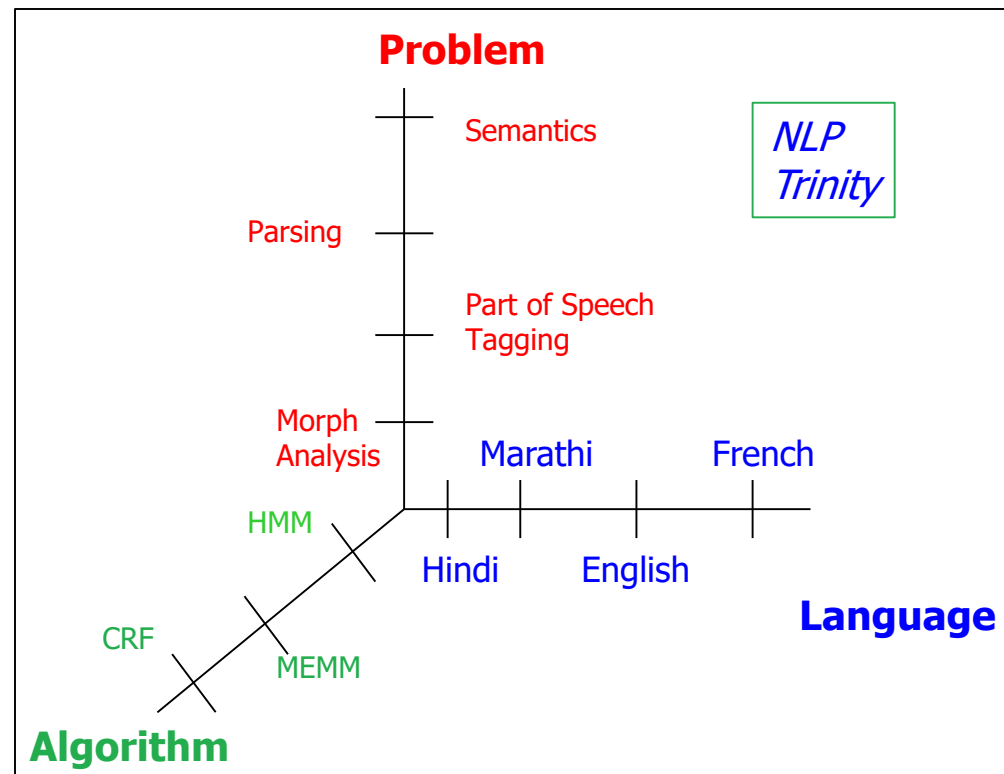 Problem
Semantics
NLP
Trinity
Parsing
Part of Speech
Tagging
Morph
Analysis
Marathi
French
HMM
Hindi
English
Language
CRF
MEMM
Algorithm